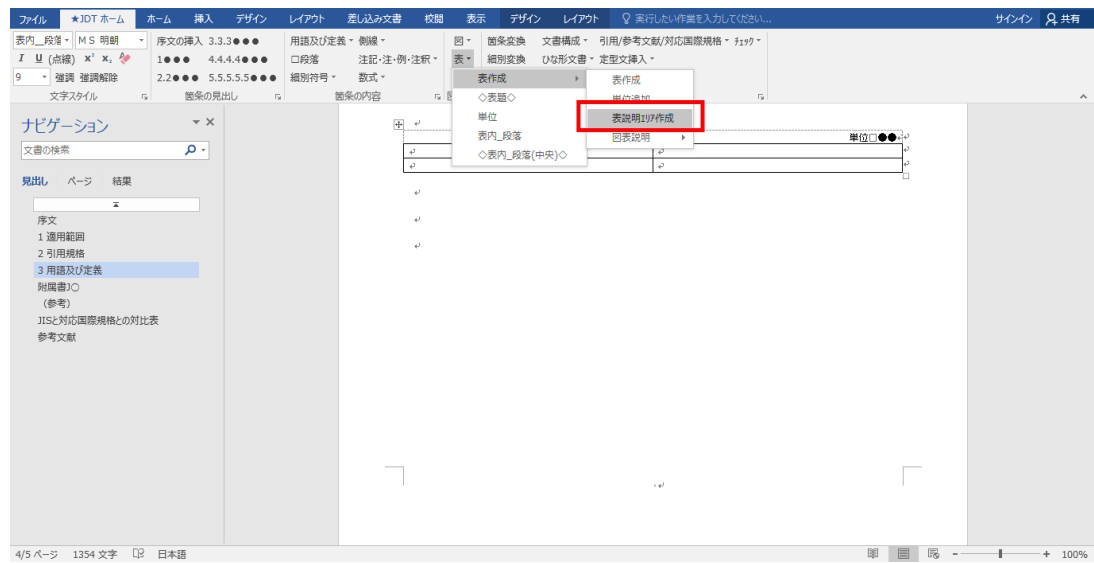 ファイル ★JDT ホーム ホーム 挿入 デザイン レイアウト 差し込み文書 校閲 表示 デザイン レイアウト 実行したい作業を入力してください... サインイン 共有
表内_段落 MS 明朝 序文の挿入 3.3.3●●● 用語及び定義 側線 図 箇条変換 文書構成 引用/参考文献/対応国際規格 ﾁｪｯｸ
I U (点線) x² x₂ 1●●● 4.4.4.4●●● □段落 注記・注・例・注釈 表 細別変換 ひな形文書 定型文挿入
9 強調 強調解除 2.2●●● 5.5.5.5.5●●● 細別符号 数式 表作成 表作成
文字スタイル 箇条の見出し 箇条の内容 ◇表題◇ 単位追加
単位 表説明ｴﾘｱ作成
表内_段落 図表説明
◇表内_段落(中央)◇
ナビゲーション
文書の検索
見出し ページ 結果
序文
1 適用範囲
2 引用規格
3 用語及び定義
附属書JO
(参考)
JISと対応国際規格との対比表
参考文献
単位□●●
4/5 ページ 1354 文字 日本語 100%